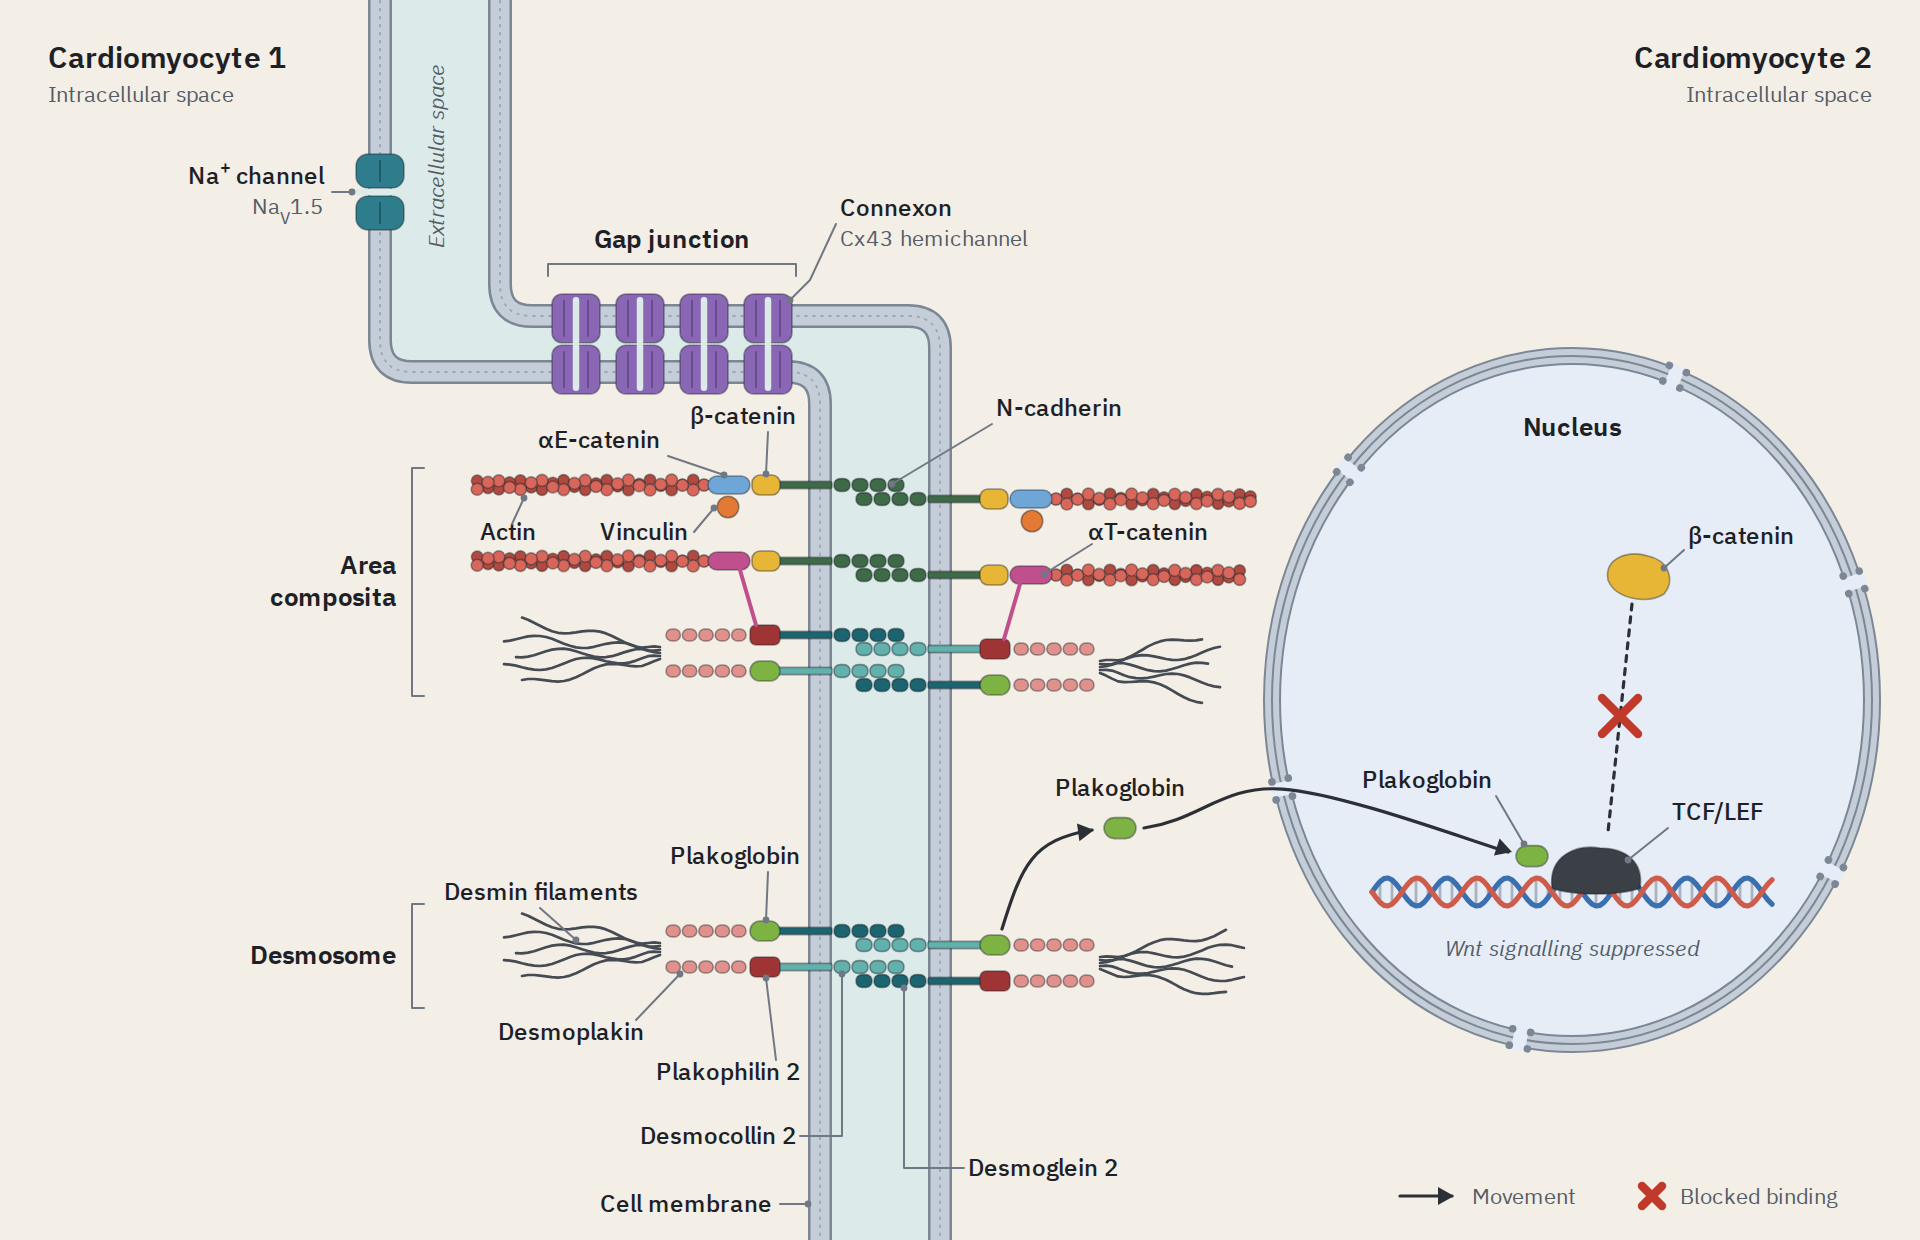 Cardiomyocyte 1
Intracellular space
Cardiomyocyte 2
Intracellular space
Extracellular space
Na⁺ channel
Naᵥ1.5
Connexon
Cx43 hemichannel
Gap junction
β-catenin
αE-catenin
N-cadherin
Nucleus
Actin
Vinculin
αT-catenin
β-catenin
Area
composita
Plakoglobin
Plakoglobin
TCF/LEF
Plakoglobin
Desmin filaments
Desmosome
Wnt signalling suppressed
Desmoplakin
Plakophilin 2
Desmocollin 2
Desmoglein 2
Cell membrane
Movement
Blocked binding